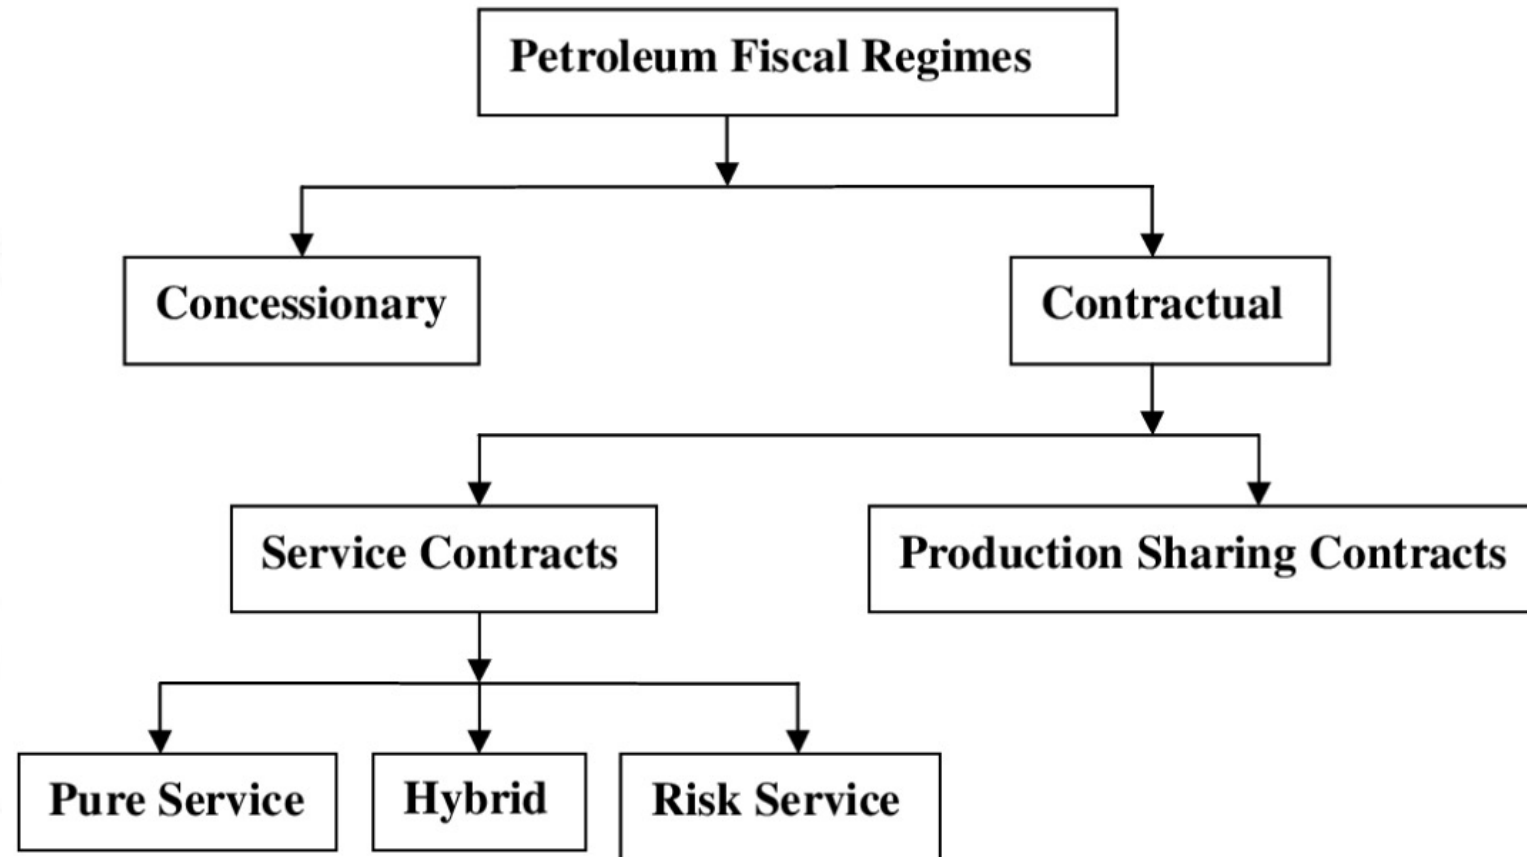 Petroleum Fiscal Regimes
Concessionary
Contractual
Service Contracts
Production Sharing Contracts
Pure Service
Hybrid
Risk Service